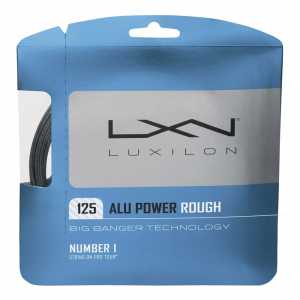 LXN
LUXILON
125 ALU POWER ROUGH
BIG BANGER TECHNOLOGY
NUMBER 1
STRING ON PRO TOUR*